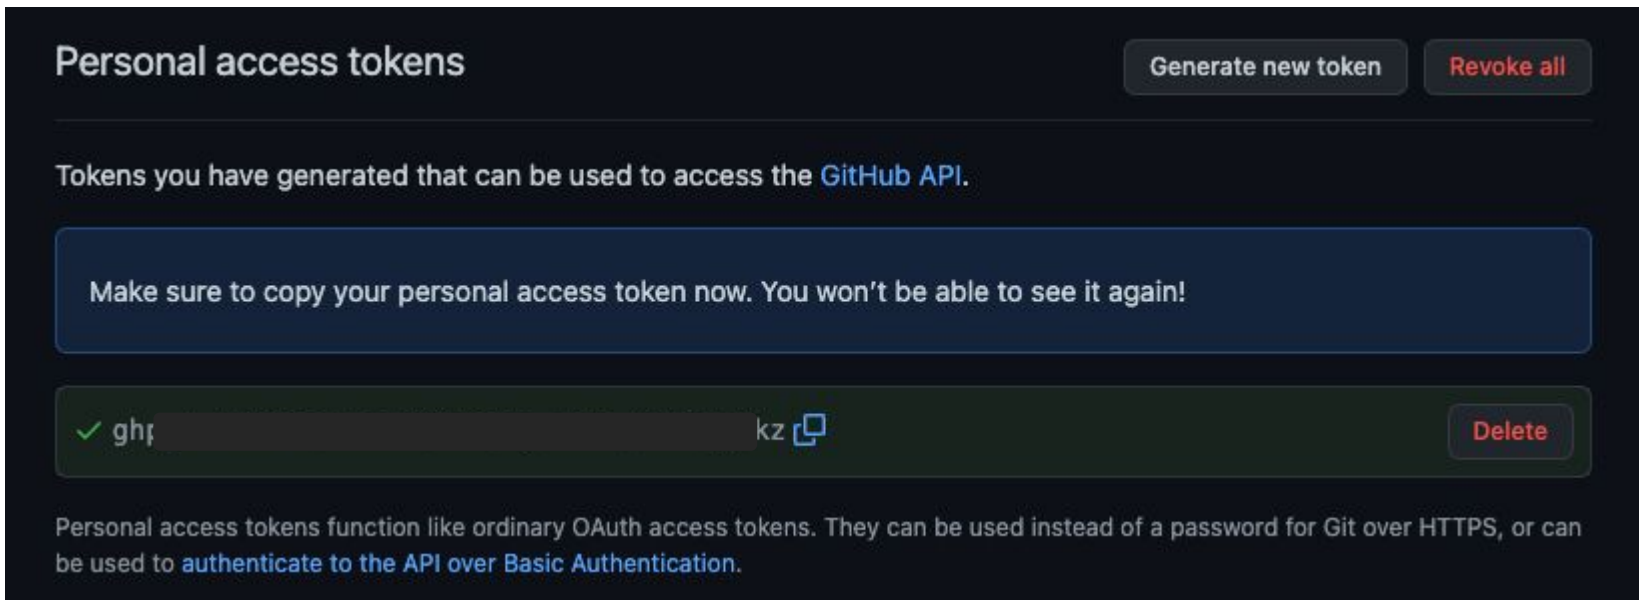 Personal access tokens
Generate new token
Revoke all
Tokens you have generated that can be used to access the GitHub API.
Make sure to copy your personal access token now. You won’t be able to see it again!
gh
kz
Delete
Personal access tokens function like ordinary OAuth access tokens. They can be used instead of a password for Git over HTTPS, or can
be used to authenticate to the API over Basic Authentication.